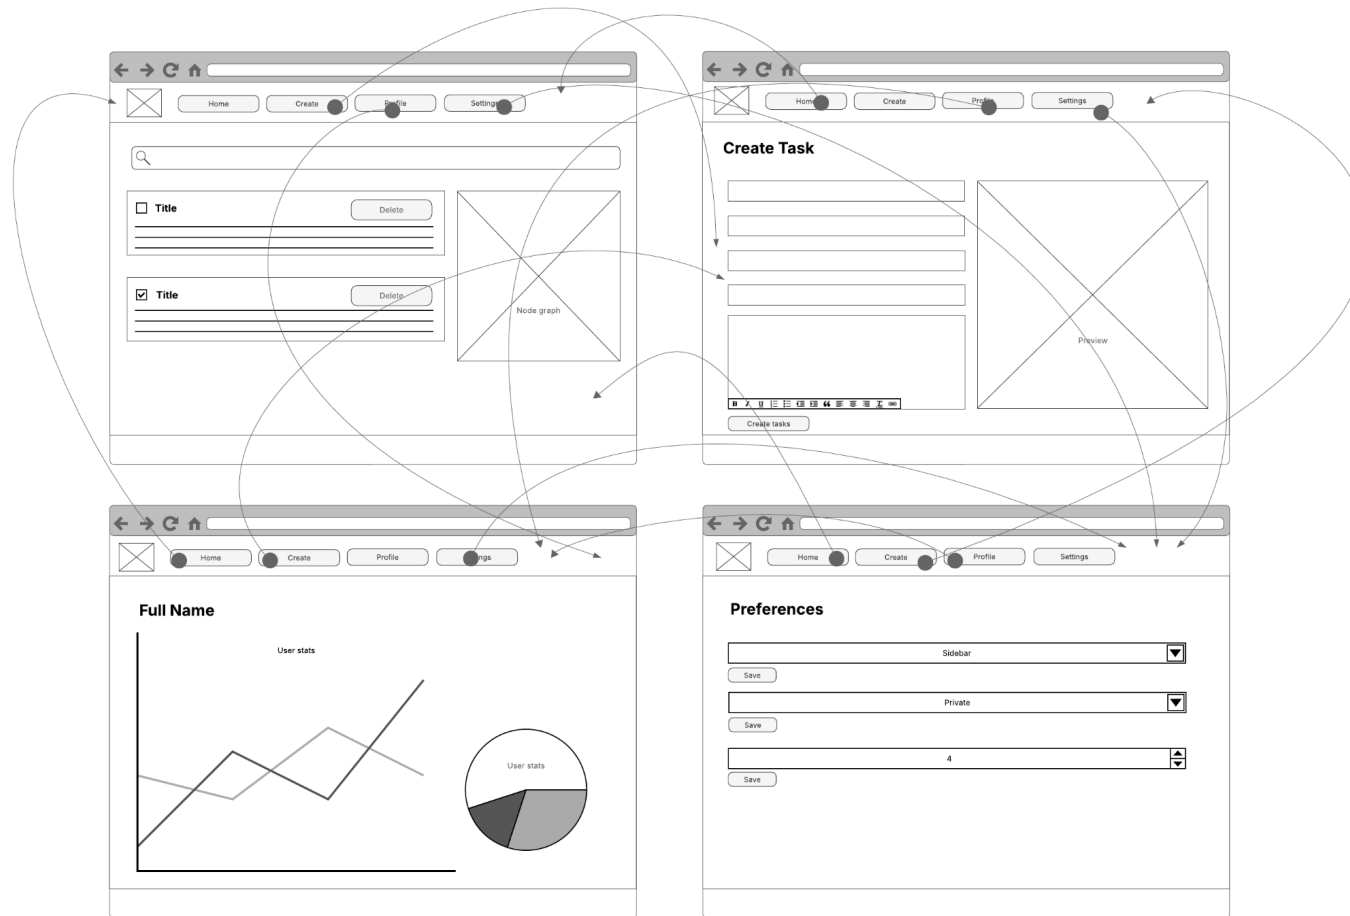 Home Create Profile Settings
Title Delete
Title Delete
Node graph
Home Create Profile Settings
Create Task
Preview
B I U
Create tasks
Home Create Profile Settings
Full Name
User stats
User stats
Home Create Profile Settings
Preferences
Sidebar
Save
Private
Save
4
Save